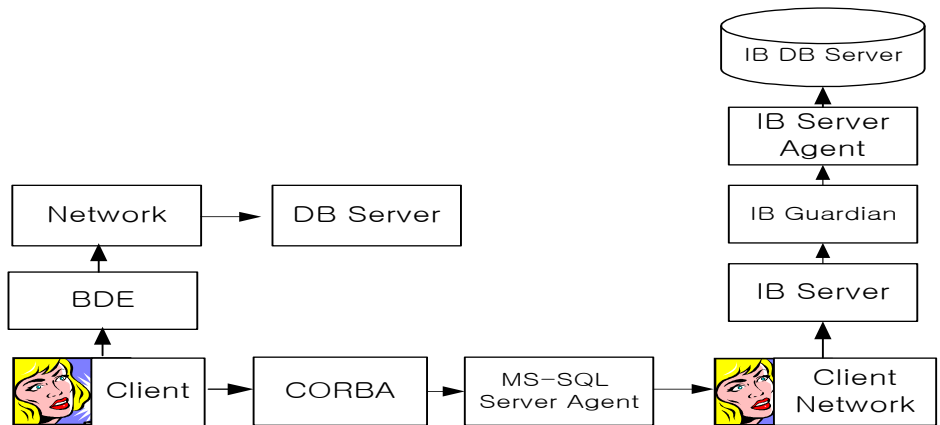 IB DB Server
IB Server
Agent
Network
DB Server
IB Guardian
BDE
IB Server
Client
CORBA
MS-SQL
Server Agent
Client
Network